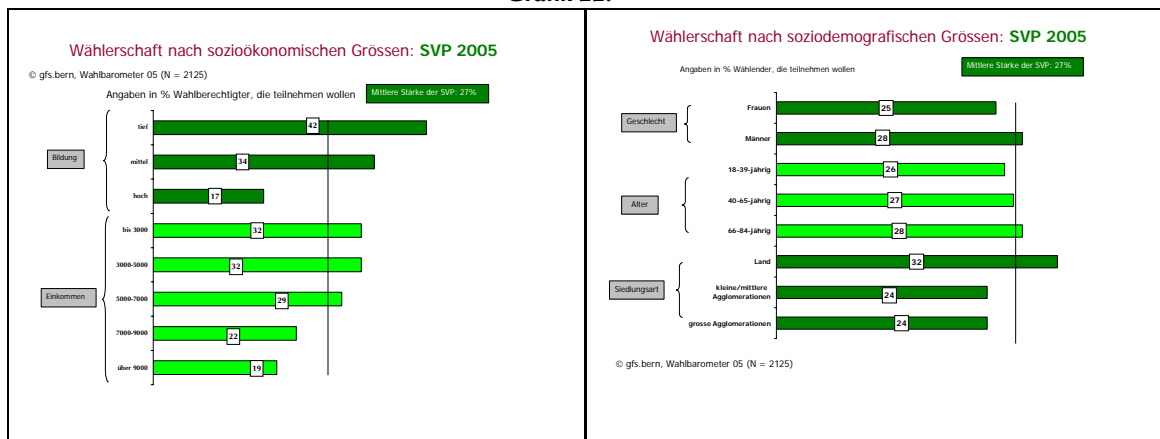 Wählerschaft nach sozioökonomischen Grössen: SVP 2005
© gfs.bern, Wahlbarometer 05 (N = 2125)
Angaben in % Wahlberechtigter, die teilnehmen wollen
Mittlere Stärke der SVP: 27%
Bildung
tief 42
mittel 34
hoch 17
Einkommen
bis 3000 32
3000-5000 32
5000-7000 29
7000-9000 22
über 9000 19
Wählerschaft nach soziodemografischen Grössen: SVP 2005
Angaben in % Wählender, die teilnehmen wollen
Mittlere Stärke der SVP: 27%
Geschlecht
Frauen 25
Männer 28
Alter
18-39-jährig 26
40-65-jährig 27
66-84-jährig 28
Siedlungsart
Land 32
kleine/mittlere
Agglomerationen 24
grosse Agglomerationen 24
© gfs.bern, Wahlbarometer 05 (N = 2125)